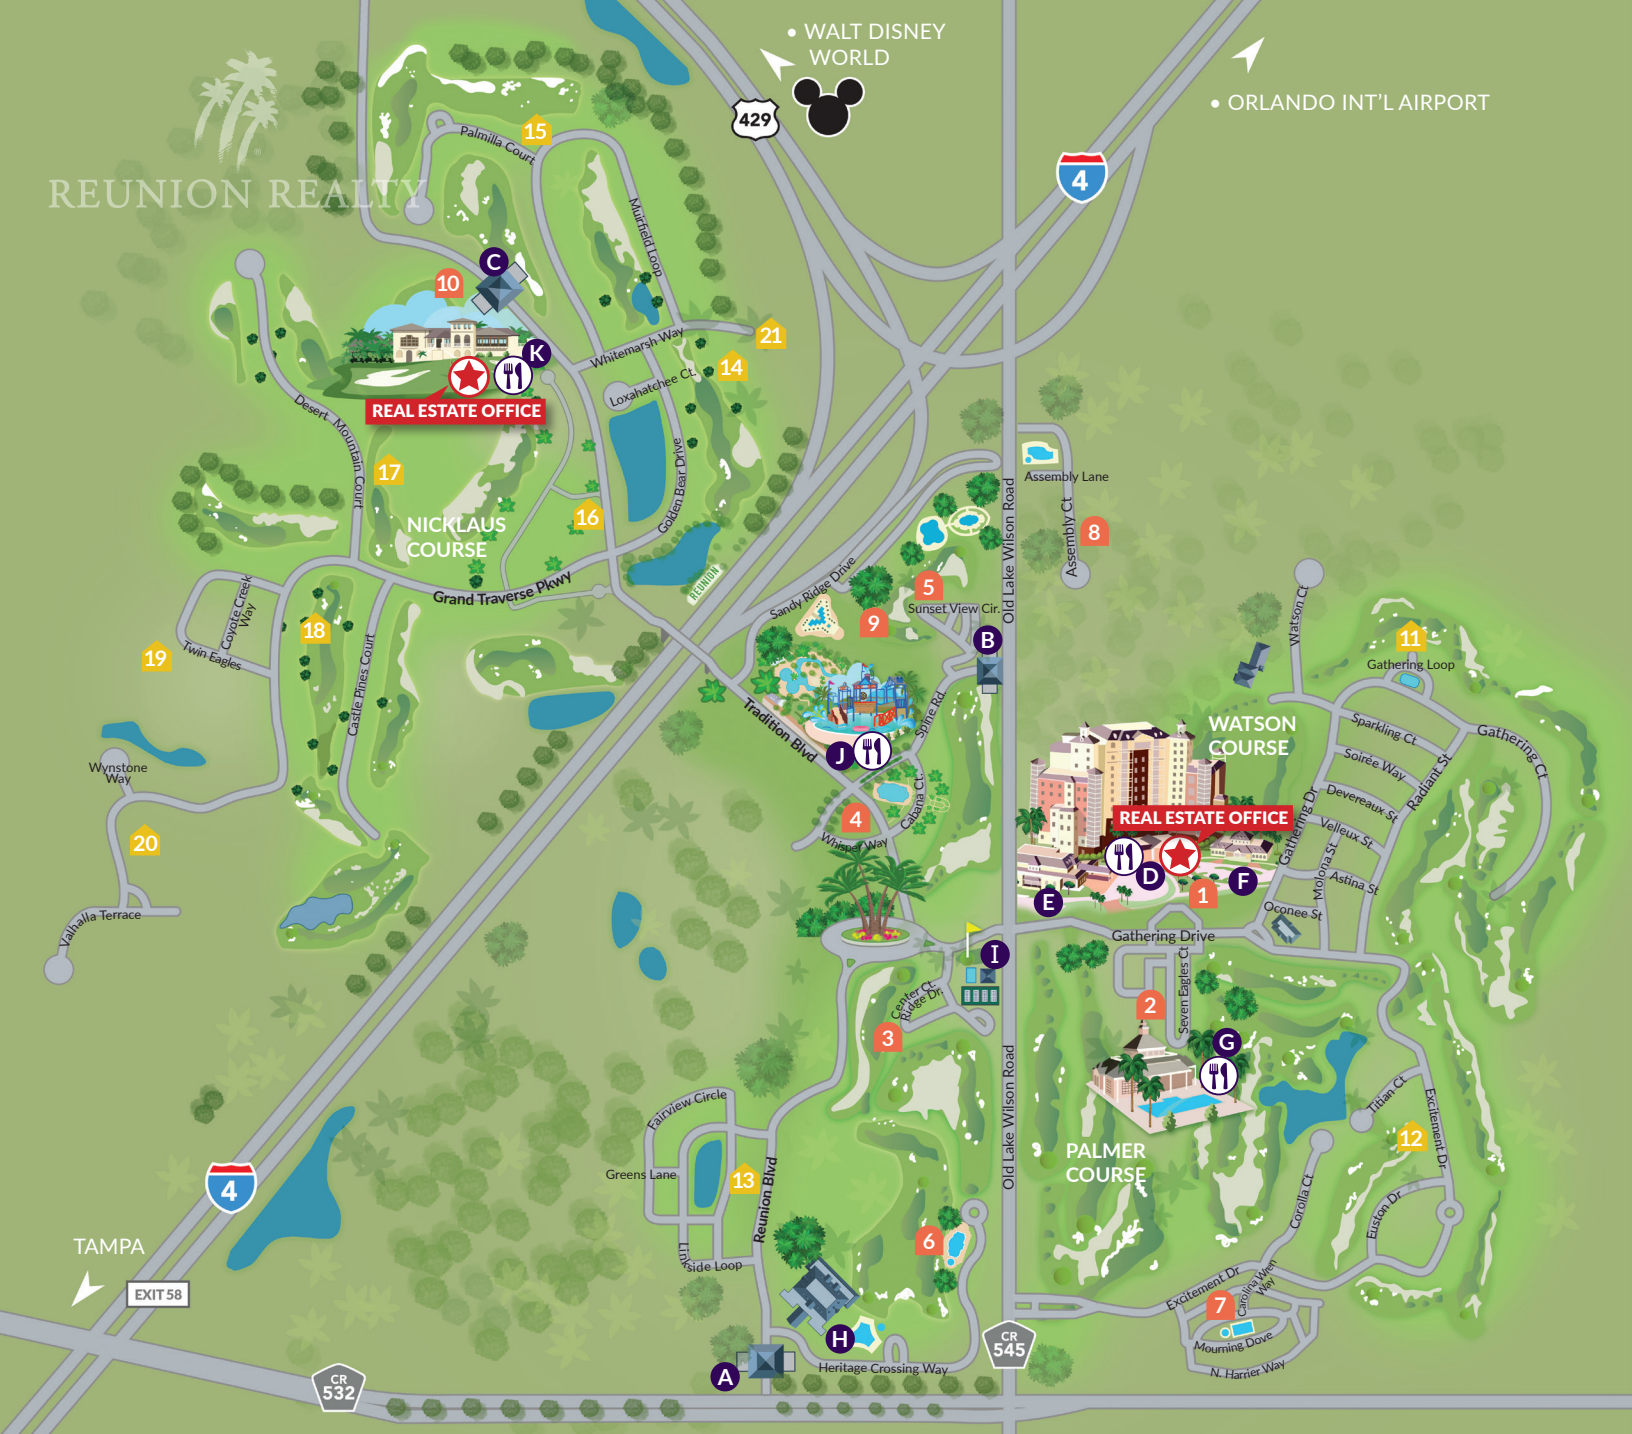 • WALT DISNEY
WORLD
• ORLANDO INT'L AIRPORT
429
4
REUNION REALTY
Palmilla Court
15
Muirfield Loop
C
10
K
REAL ESTATE OFFICE
Whitemarsh Way
21
14
Loxahatchee Ct.
Desert Mountain Court
17
Golden Bear Drive
16
NICKLAUS
COURSE
Grand Traverse Pkwy
REUNION
Coyote Creek
Way
Twin Eagles
19
18
Castle Pines Court
Wynstone
Way
20
Valhalla Terrace
Assembly Lane
Assembly Ct
8
Old Lake Wilson Road
Sandy Ridge Drive
5
Sunset View Cir.
9
B
Tradition Blvd
Spine Rd.
J
Cabana Ct.
4
Whisper Way
Watson Ct
11
Gathering Loop
WATSON
COURSE
Sparkling Ct
Soirée Way
Devereaux St
Velleux St
Astina St
Radiant St
Gathering Ct
Gathering Dr
Molona St
Oconee St
REAL ESTATE OFFICE
D
F
E
1
Gathering Drive
I
Center Ct.
Ridge Dr.
3
Seven Eagles Ct
2
G
PALMER
COURSE
Titian Ct
Excitement Dr
12
Corolla Ct
Euston Dr
Old Lake Wilson Road
Fairview Circle
Greens Lane
13
Reunion Blvd
Linkside Loop
6
H
A
Heritage Crossing Way
Excitement Dr
Carolina Wren
Way
7
Mourning Dove
N. Harrier Way
CR
545
4
TAMPA
EXIT 58
CR
532